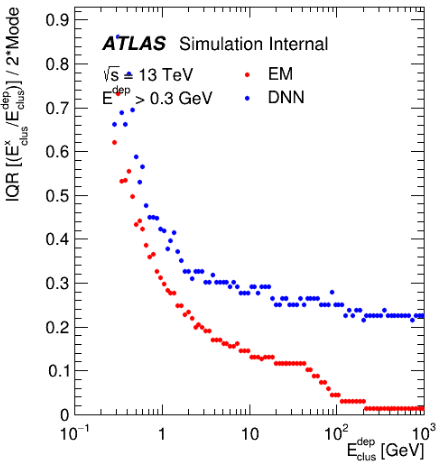 IQR [(E^x_clus /E^dep_clus)] / 2*Mode
0.9
0.8
0.7
0.6
0.5
0.4
0.3
0.2
0.1
0
ATLAS Simulation Internal
√s = 13 TeV
E^dep > 0.3 GeV
EM
DNN
10^−1 1 10 10^2 10^3
E^dep_clus [GeV]